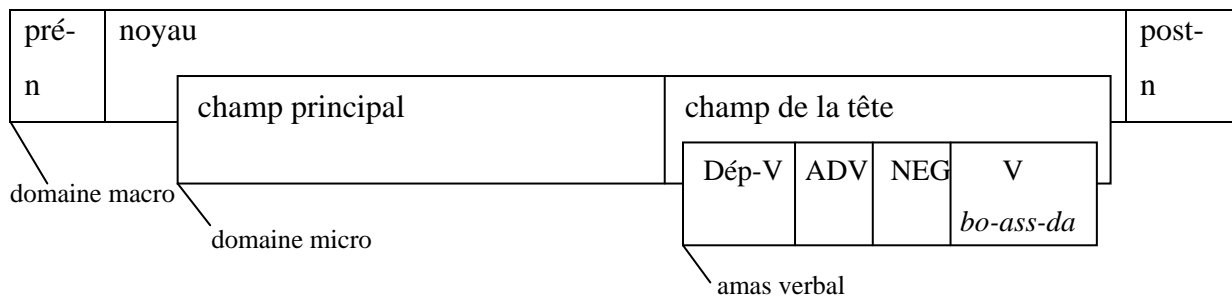 pré-
n
noyau
post-
n
champ principal
champ de la tête
Dép-V
ADV
NEG
V
bo-ass-da
domaine macro
domaine micro
amas verbal